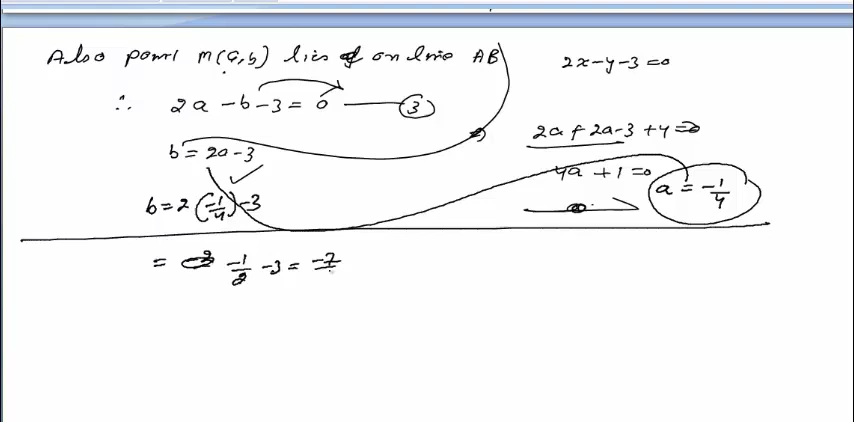 Also point m(a,b) lies on line AB
2x-y-3=0
∴ 2a-b-3=0 — ③
2a+2a-3+4=0
b=2a-3
4a+1=0
a=-1/4
b=2(-1/4)-3
= -1/2 -3 = -7